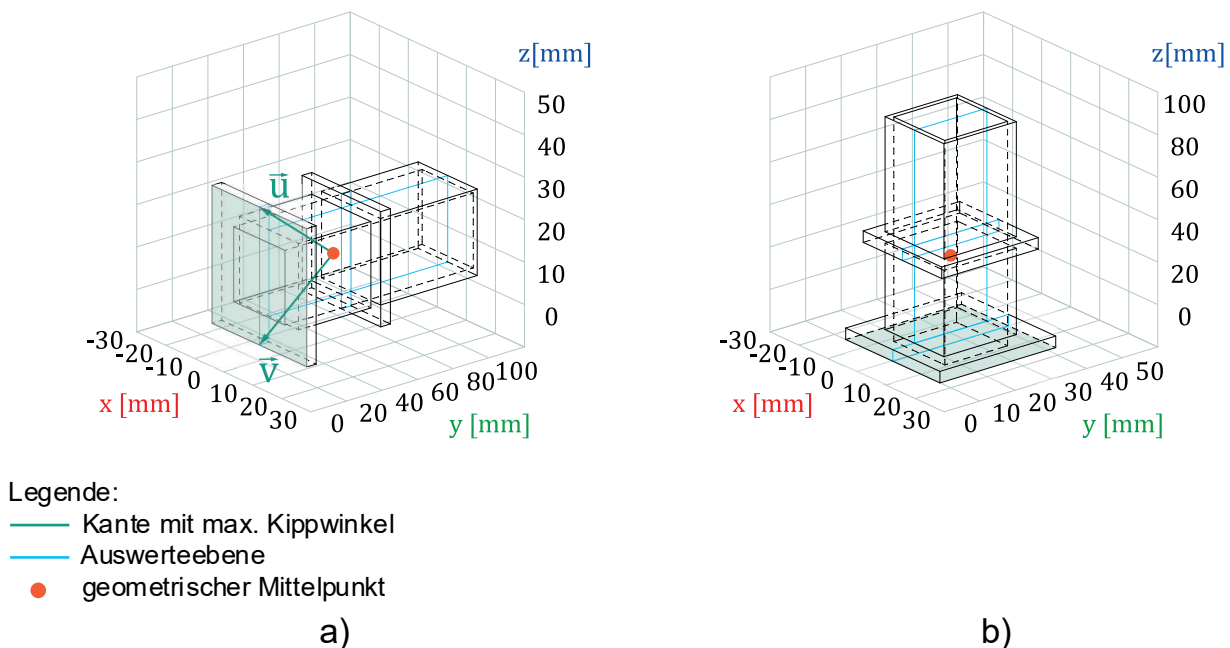 z[mm]
50
40
30
20
10
0
u
v
-30
-20
-10
0
10
20
30
x [mm]
0
20
40
60
80
100
y [mm]
z[mm]
100
80
60
40
20
0
-30
-20
-10
0
10
20
30
x [mm]
0
10
20
30
40
50
y [mm]
Legende:
Kante mit max. Kippwinkel
Auswerteebene
geometrischer Mittelpunkt
a)
b)